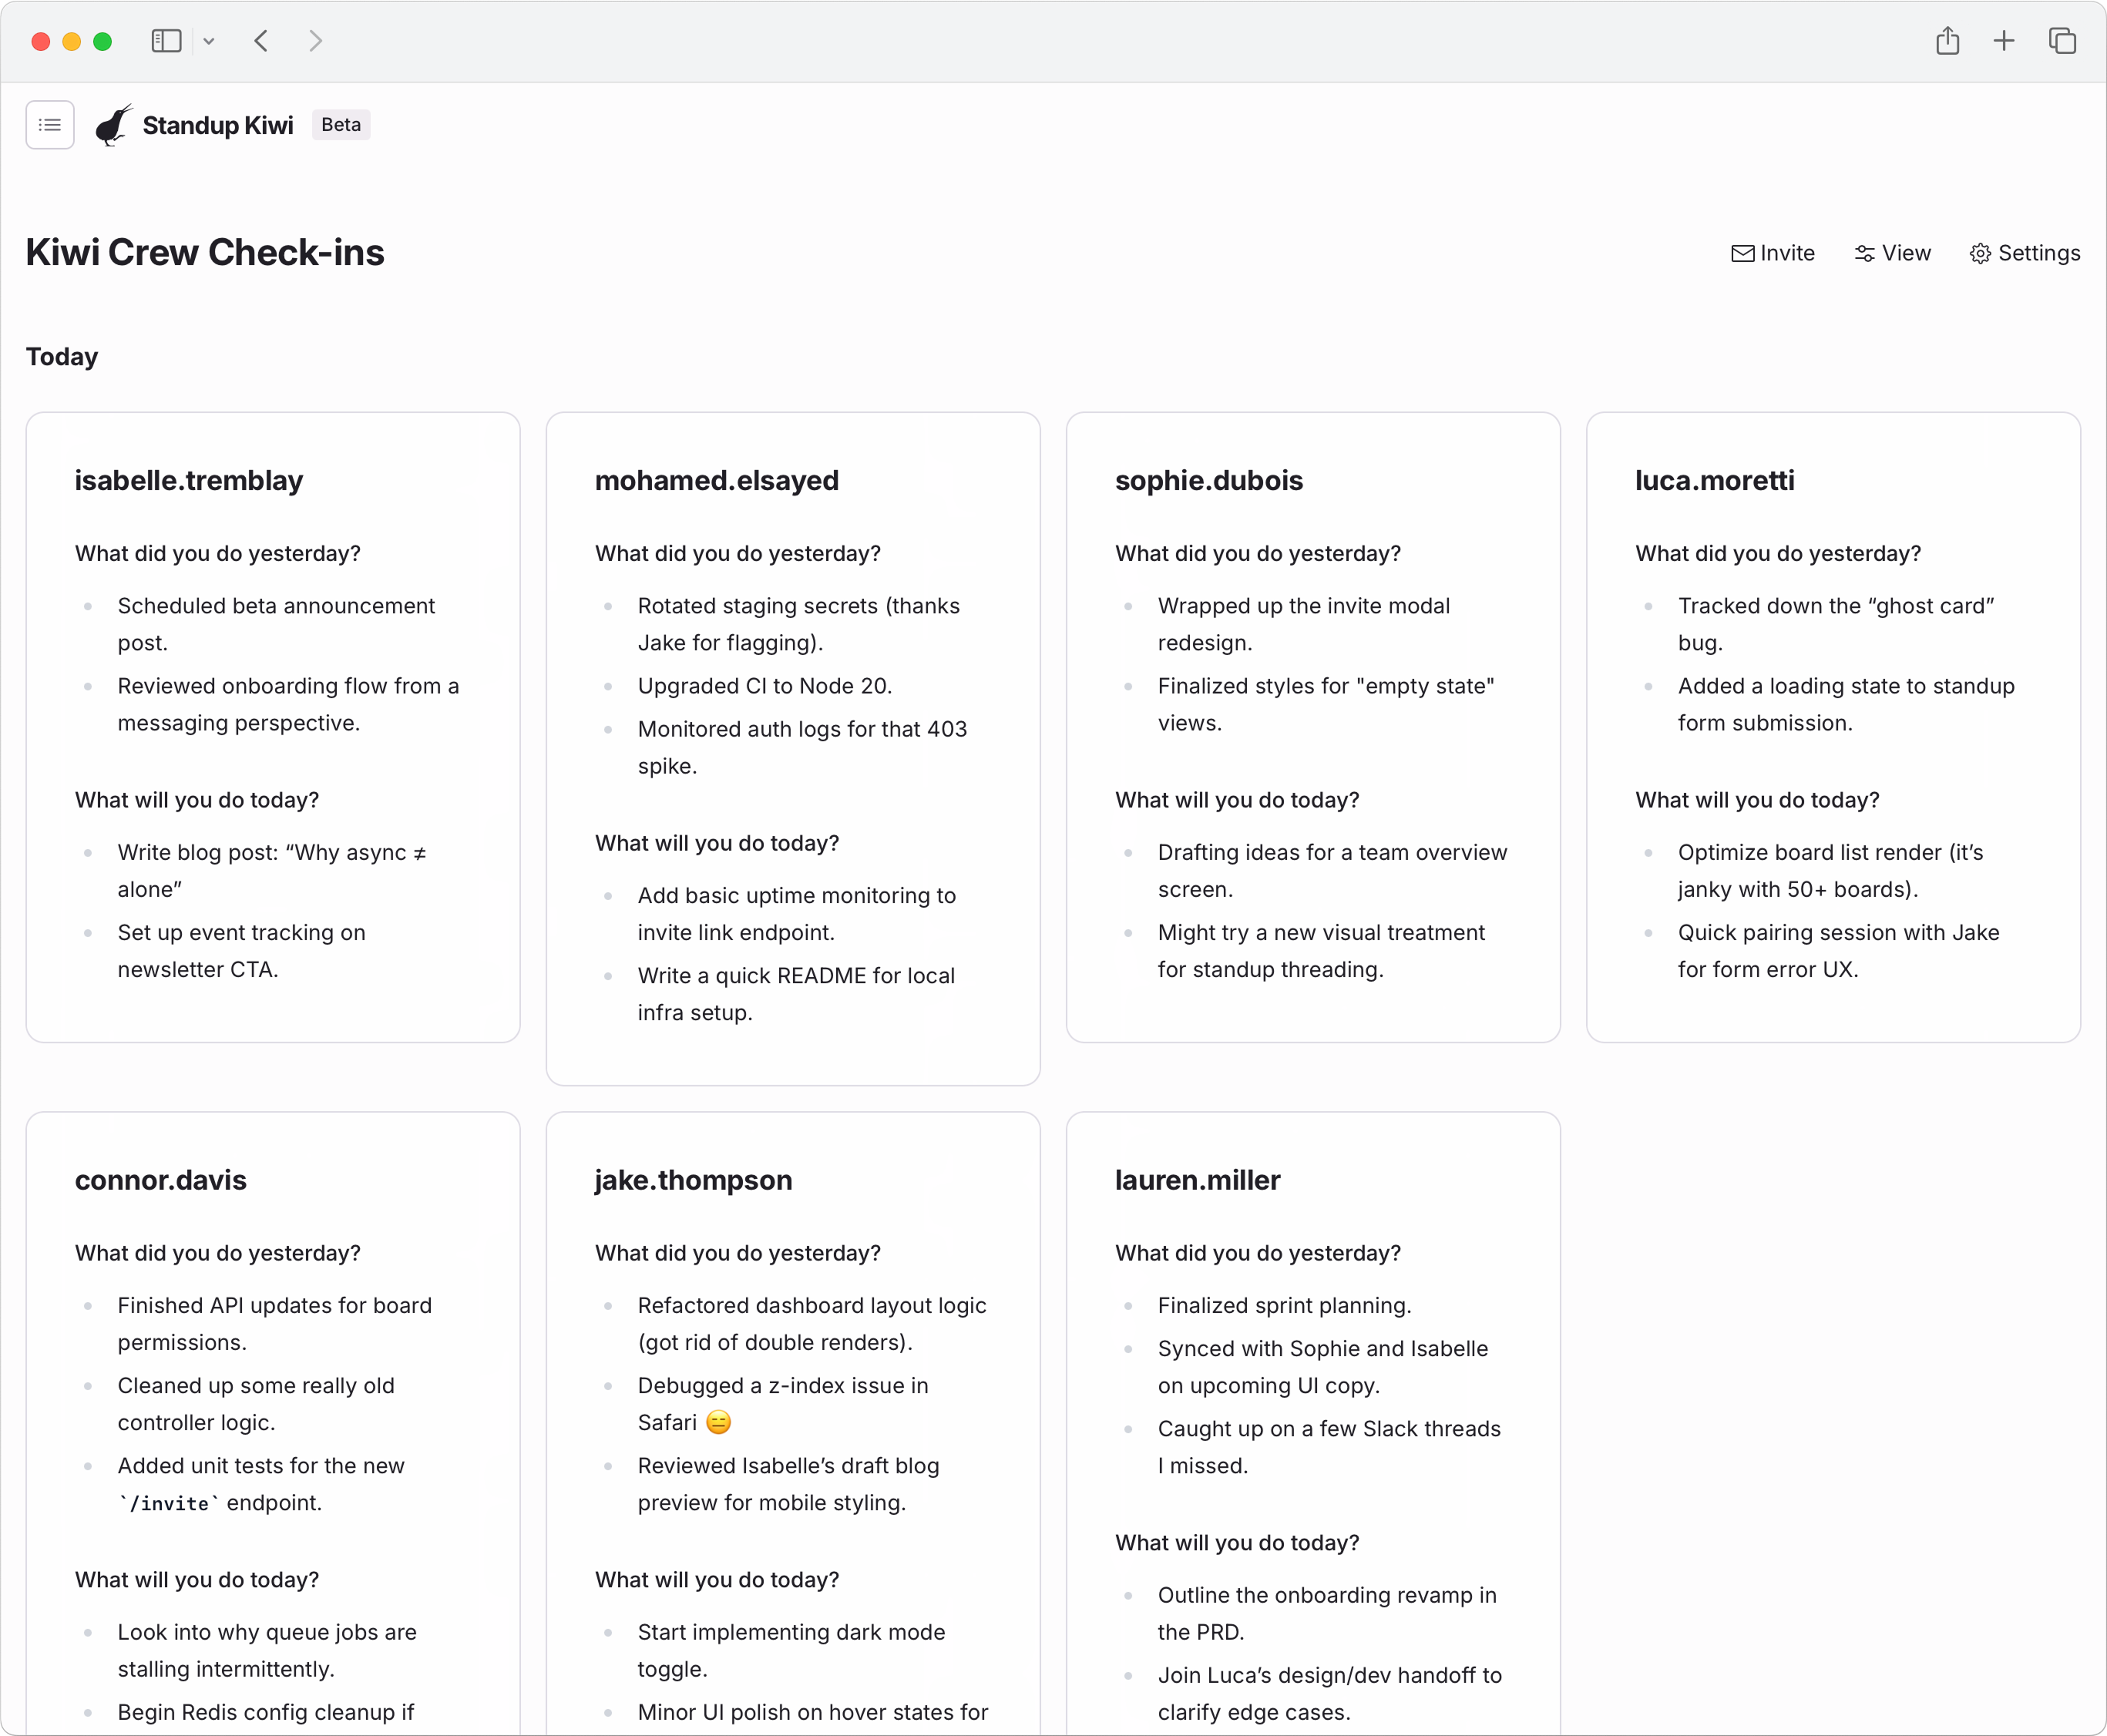 Standup Kiwi Beta
Kiwi Crew Check-ins
Invite View Settings
Today
isabelle.tremblay
What did you do yesterday?
Scheduled beta announcement
post.
Reviewed onboarding flow from a
messaging perspective.
What will you do today?
Write blog post: “Why async ≠
alone”
Set up event tracking on
newsletter CTA.
mohamed.elsayed
What did you do yesterday?
Rotated staging secrets (thanks
Jake for flagging).
Upgraded CI to Node 20.
Monitored auth logs for that 403
spike.
What will you do today?
Add basic uptime monitoring to
invite link endpoint.
Write a quick README for local
infra setup.
sophie.dubois
What did you do yesterday?
Wrapped up the invite modal
redesign.
Finalized styles for "empty state"
views.
What will you do today?
Drafting ideas for a team overview
screen.
Might try a new visual treatment
for standup threading.
luca.moretti
What did you do yesterday?
Tracked down the “ghost card”
bug.
Added a loading state to standup
form submission.
What will you do today?
Optimize board list render (it’s
janky with 50+ boards).
Quick pairing session with Jake
for form error UX.
connor.davis
What did you do yesterday?
Finished API updates for board
permissions.
Cleaned up some really old
controller logic.
Added unit tests for the new
`/invite` endpoint.
What will you do today?
Look into why queue jobs are
stalling intermittently.
Begin Redis config cleanup if
jake.thompson
What did you do yesterday?
Refactored dashboard layout logic
(got rid of double renders).
Debugged a z-index issue in
Safari 😑
Reviewed Isabelle’s draft blog
preview for mobile styling.
What will you do today?
Start implementing dark mode
toggle.
Minor UI polish on hover states for
lauren.miller
What did you do yesterday?
Finalized sprint planning.
Synced with Sophie and Isabelle
on upcoming UI copy.
Caught up on a few Slack threads
I missed.
What will you do today?
Outline the onboarding revamp in
the PRD.
Join Luca’s design/dev handoff to
clarify edge cases.